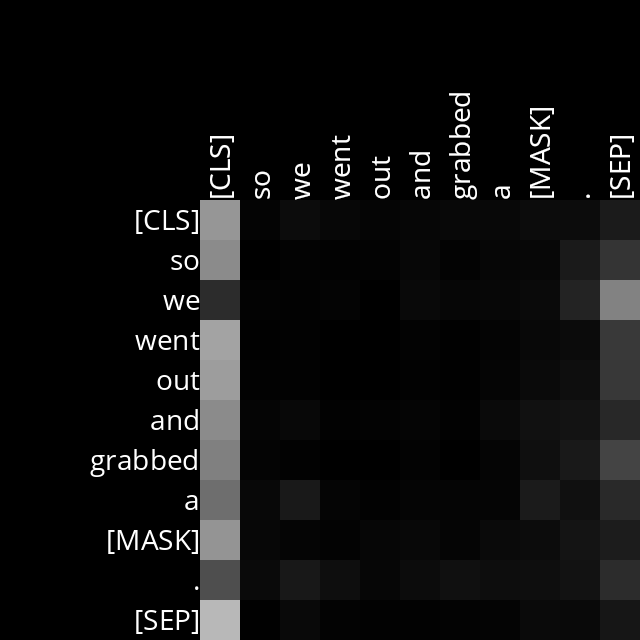 [CLS] so we went out and grabbed a [MASK] . [SEP]
[CLS]
so
we
went
out
and
grabbed
a
[MASK]
.
[SEP]